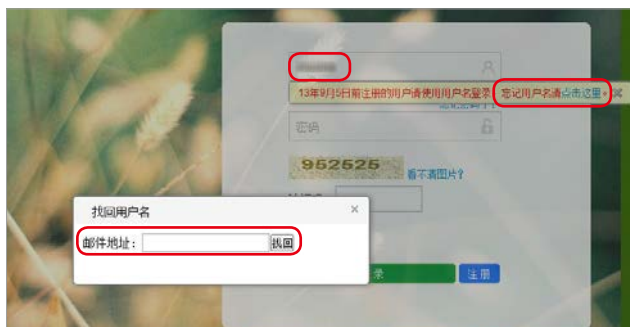 13年9月5日前注册的用户请使用用户名登录 忘记用户名请点击这里。
密码
952525
看不清图片?
找回用户名
邮件地址:
找回
录
注册